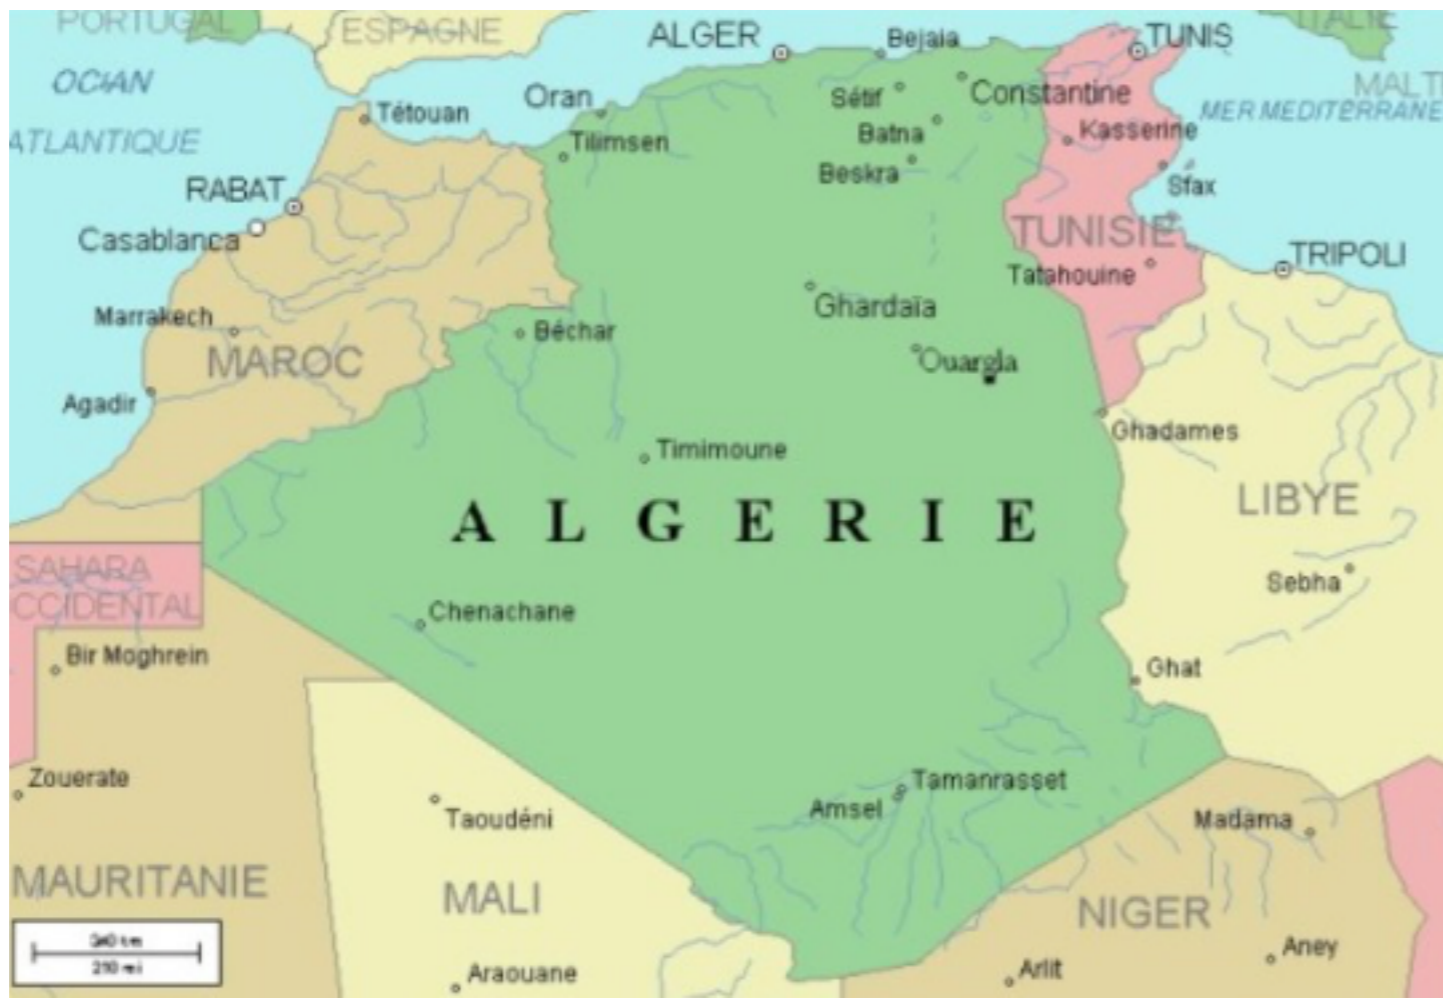 PORTUGAL
ESPAGNE
ITALIE
ALGER
Bejaia
TUNIS
OCIAN
MALT
Sétif
Constantine
Oran
MER MEDITERRANE
Tétouan
ATLANTIQUE
Tilimsen
Batna
Kasserine
Beskra
RABAT
Sfax
Casablanca
TUNISIE
TRIPOLI
Tatahouine
Ghardaïa
Marrakech
Béchar
MAROC
Ouargla
Agadir
Ghadames
Timimoune
LIBYE
ALGERIE
SAHARA
CCIDENTAL
Sebha
Chenachane
Bir Moghrein
Ghat
Zouerate
Tamanrasset
Amsel
Taoudéni
Madama
MAURITANIE
MALI
NIGER
Aney
Arlit
Araouane